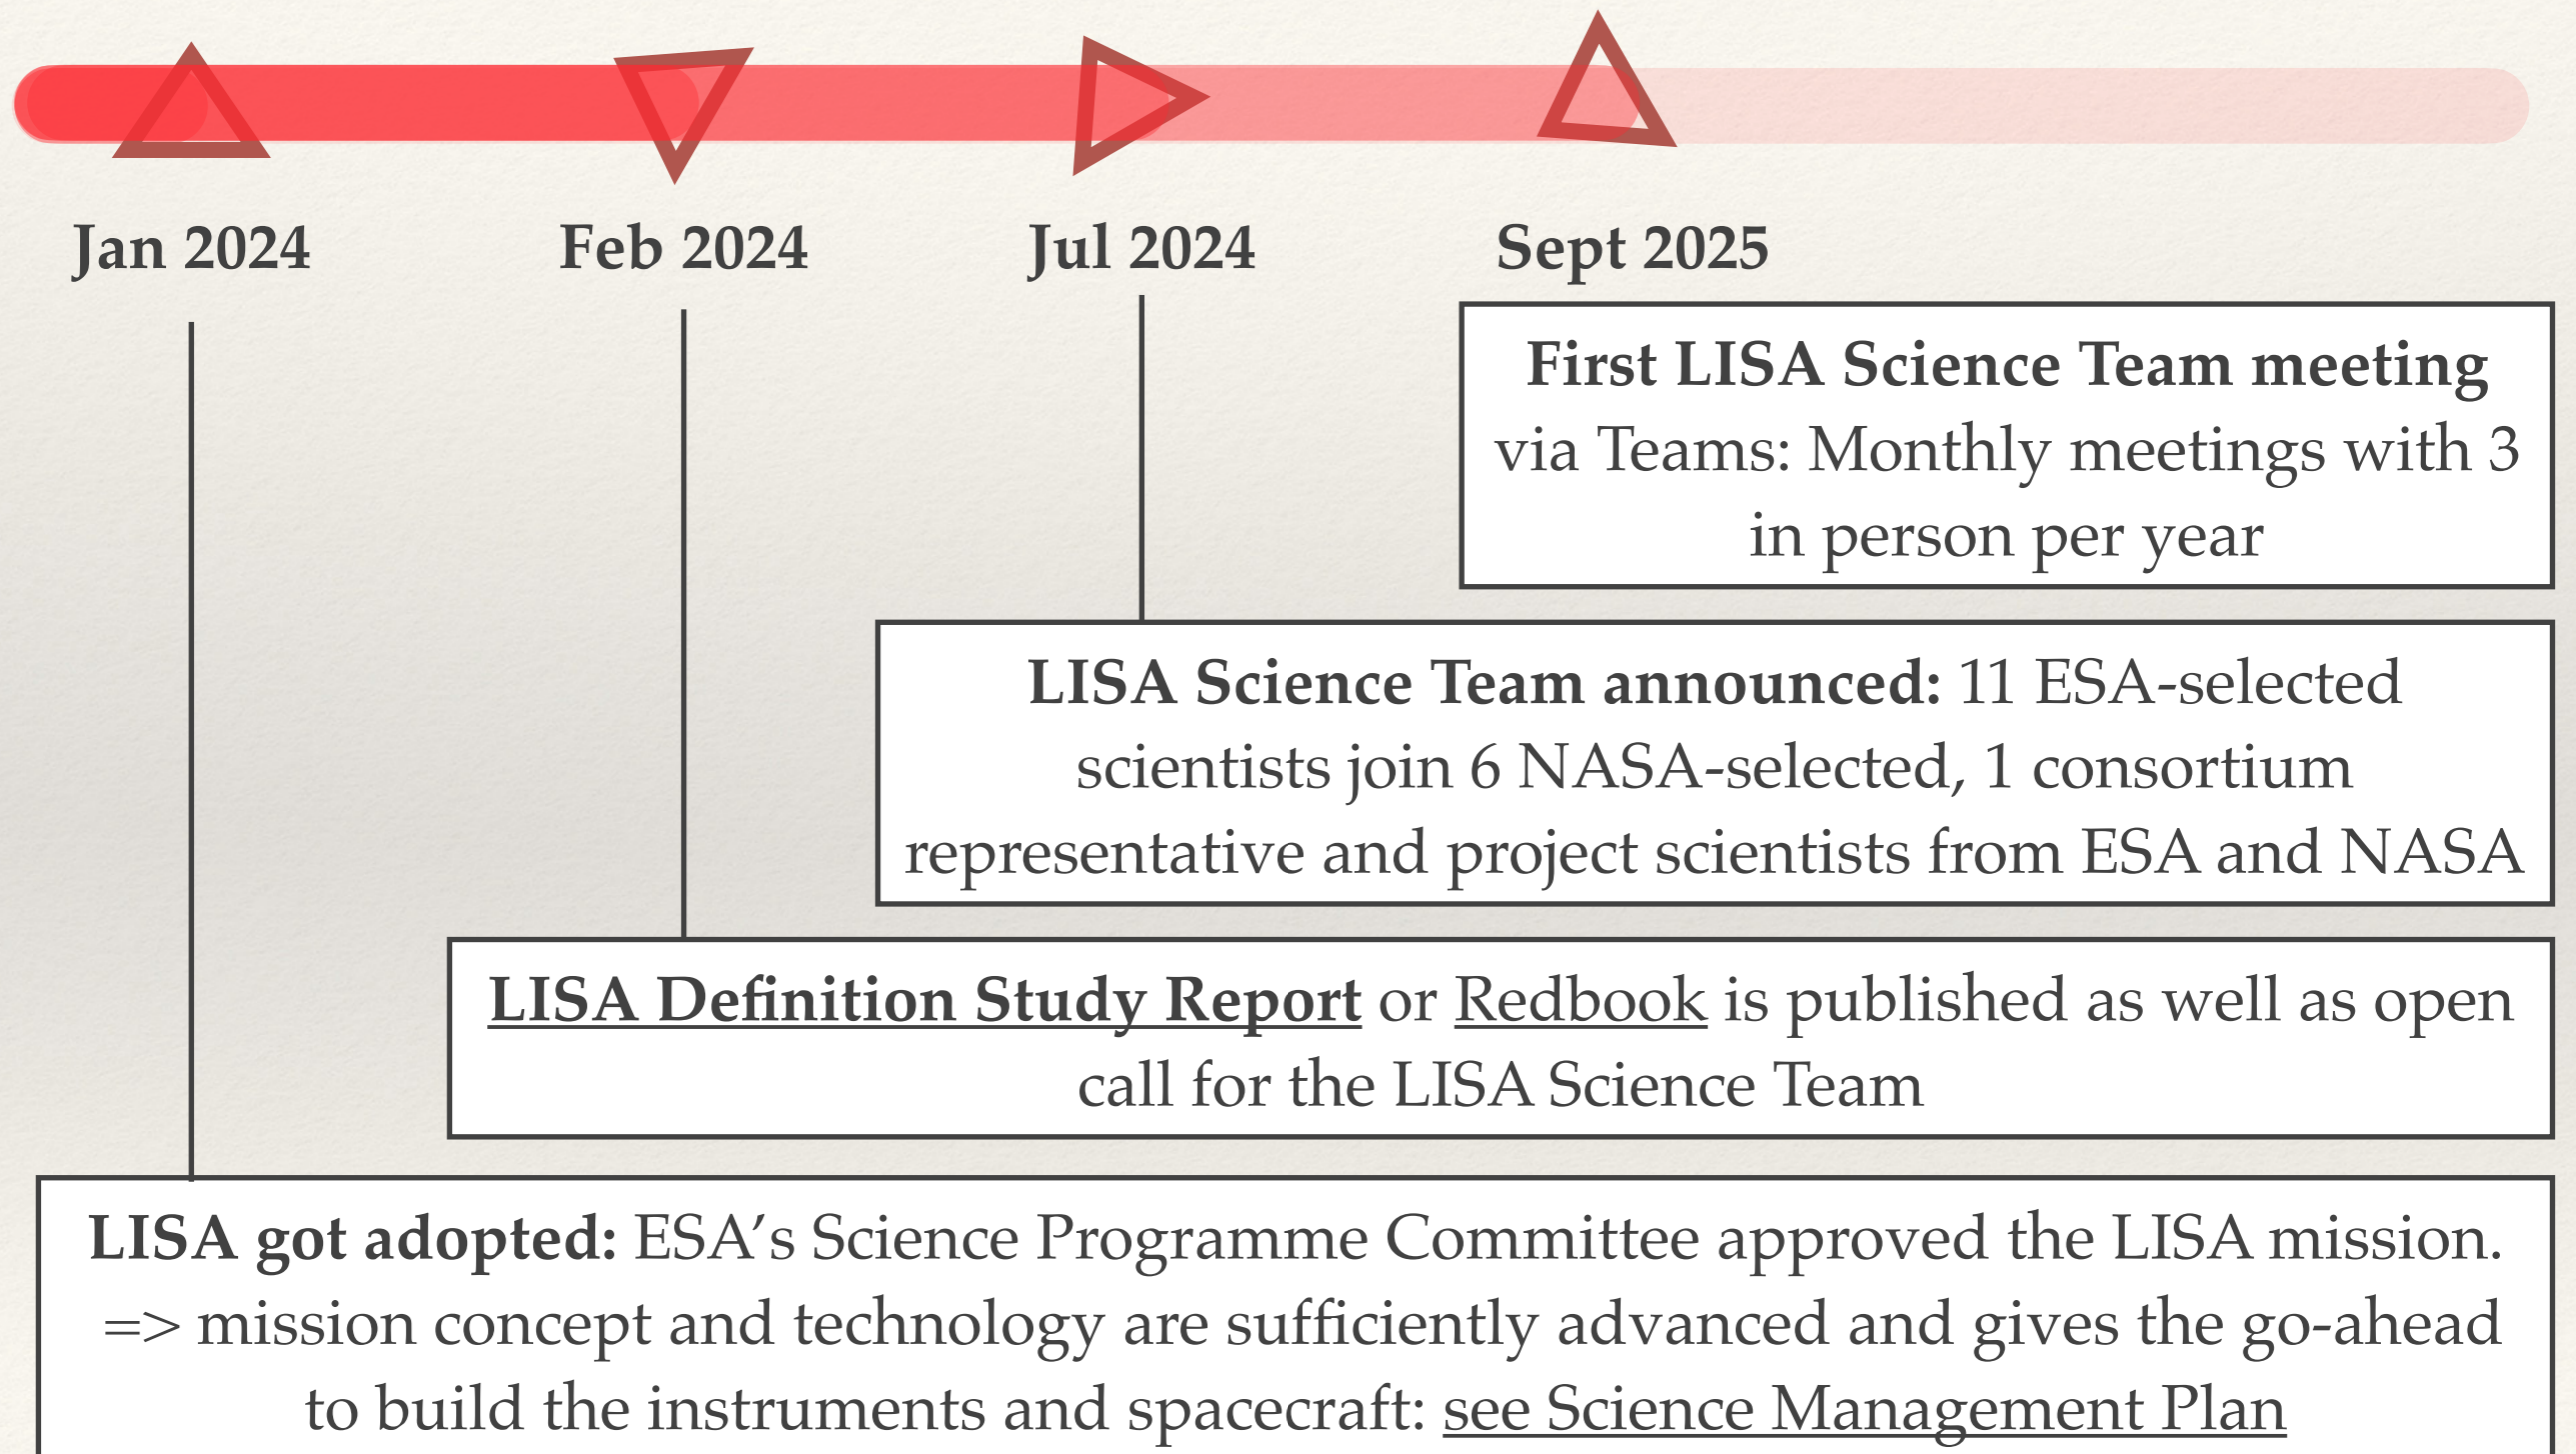 Jan 2024
Feb 2024
Jul 2024
Sept 2025
First LISA Science Team meeting
via Teams: Monthly meetings with 3
in person per year
LISA Science Team announced: 11 ESA-selected
scientists join 6 NASA-selected, 1 consortium
representative and project scientists from ESA and NASA
LISA Definition Study Report or Redbook is published as well as open
call for the LISA Science Team
LISA got adopted: ESA’s Science Programme Committee approved the LISA mission.
=> mission concept and technology are sufficiently advanced and gives the go-ahead
to build the instruments and spacecraft: see Science Management Plan